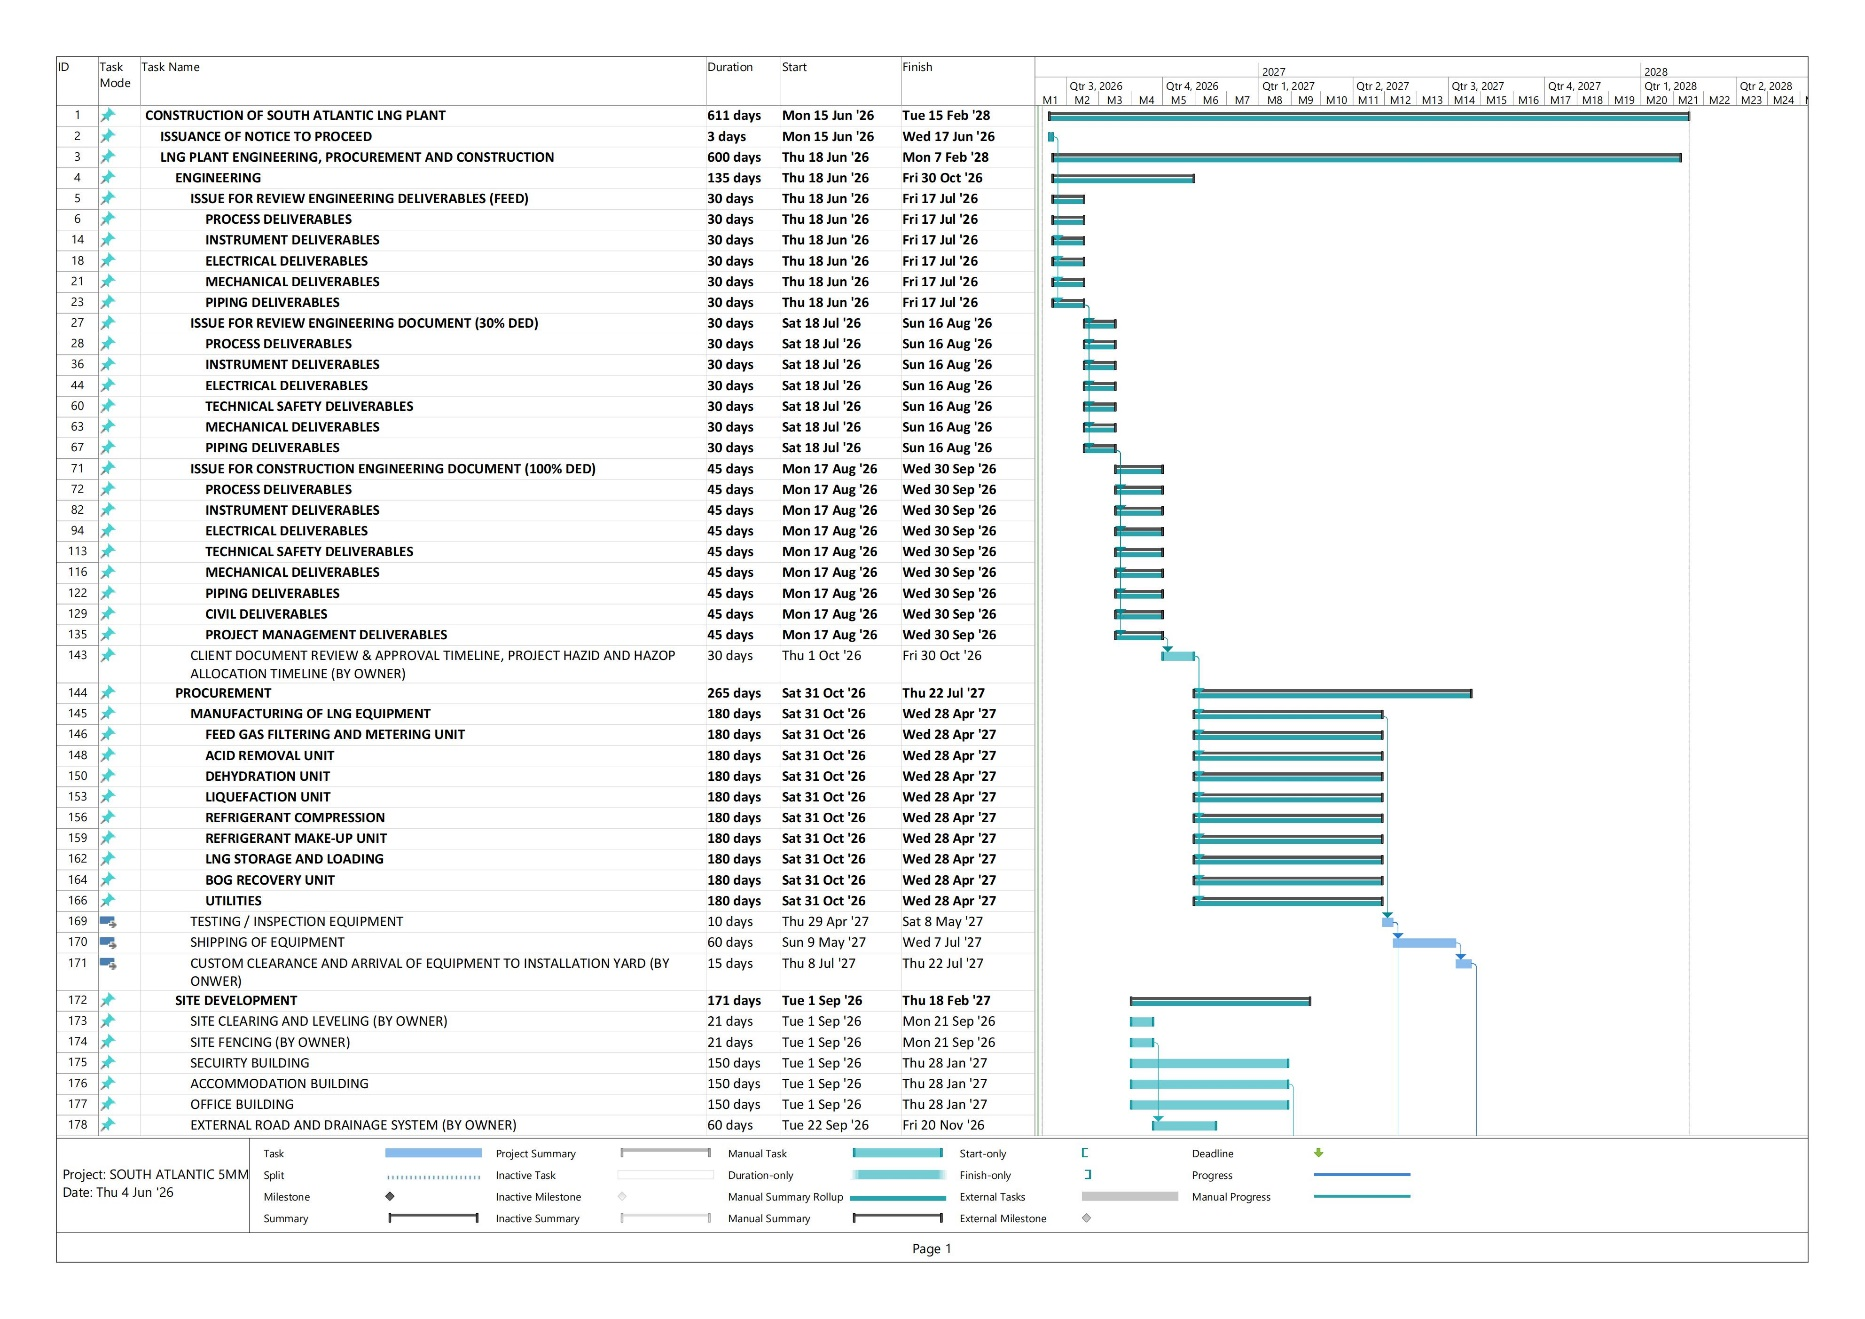 ID Task Mode Task Name Duration Start Finish
2027 2028
Qtr 3, 2026 Qtr 4, 2026 Qtr 1, 2027 Qtr 2, 2027 Qtr 3, 2027 Qtr 4, 2027 Qtr 1, 2028 Qtr 2, 2028
M1 M2 M3 M4 M5 M6 M7 M8 M9 M10 M11 M12 M13 M14 M15 M16 M17 M18 M19 M20 M21 M22 M23 M24
1 CONSTRUCTION OF SOUTH ATLANTIC LNG PLANT 611 days Mon 15 Jun '26 Tue 15 Feb '28
2 ISSUANCE OF NOTICE TO PROCEED 3 days Mon 15 Jun '26 Wed 17 Jun '26
3 LNG PLANT ENGINEERING, PROCUREMENT AND CONSTRUCTION 600 days Thu 18 Jun '26 Mon 7 Feb '28
4 ENGINEERING 135 days Thu 18 Jun '26 Fri 30 Oct '26
5 ISSUE FOR REVIEW ENGINEERING DELIVERABLES (FEED) 30 days Thu 18 Jun '26 Fri 17 Jul '26
6 PROCESS DELIVERABLES 30 days Thu 18 Jun '26 Fri 17 Jul '26
14 INSTRUMENT DELIVERABLES 30 days Thu 18 Jun '26 Fri 17 Jul '26
18 ELECTRICAL DELIVERABLES 30 days Thu 18 Jun '26 Fri 17 Jul '26
21 MECHANICAL DELIVERABLES 30 days Thu 18 Jun '26 Fri 17 Jul '26
23 PIPING DELIVERABLES 30 days Thu 18 Jun '26 Fri 17 Jul '26
27 ISSUE FOR REVIEW ENGINEERING DOCUMENT (30% DED) 30 days Sat 18 Jul '26 Sun 16 Aug '26
28 PROCESS DELIVERABLES 30 days Sat 18 Jul '26 Sun 16 Aug '26
36 INSTRUMENT DELIVERABLES 30 days Sat 18 Jul '26 Sun 16 Aug '26
44 ELECTRICAL DELIVERABLES 30 days Sat 18 Jul '26 Sun 16 Aug '26
60 TECHNICAL SAFETY DELIVERABLES 30 days Sat 18 Jul '26 Sun 16 Aug '26
63 MECHANICAL DELIVERABLES 30 days Sat 18 Jul '26 Sun 16 Aug '26
67 PIPING DELIVERABLES 30 days Sat 18 Jul '26 Sun 16 Aug '26
71 ISSUE FOR CONSTRUCTION ENGINEERING DOCUMENT (100% DED) 45 days Mon 17 Aug '26 Wed 30 Sep '26
72 PROCESS DELIVERABLES 45 days Mon 17 Aug '26 Wed 30 Sep '26
82 INSTRUMENT DELIVERABLES 45 days Mon 17 Aug '26 Wed 30 Sep '26
94 ELECTRICAL DELIVERABLES 45 days Mon 17 Aug '26 Wed 30 Sep '26
113 TECHNICAL SAFETY DELIVERABLES 45 days Mon 17 Aug '26 Wed 30 Sep '26
116 MECHANICAL DELIVERABLES 45 days Mon 17 Aug '26 Wed 30 Sep '26
122 PIPING DELIVERABLES 45 days Mon 17 Aug '26 Wed 30 Sep '26
129 CIVIL DELIVERABLES 45 days Mon 17 Aug '26 Wed 30 Sep '26
135 PROJECT MANAGEMENT DELIVERABLES 45 days Mon 17 Aug '26 Wed 30 Sep '26
143 CLIENT DOCUMENT REVIEW & APPROVAL TIMELINE, PROJECT HAZID AND HAZOP 30 days Thu 1 Oct '26 Fri 30 Oct '26
ALLOCATION TIMELINE (BY OWNER)
144 PROCUREMENT 265 days Sat 31 Oct '26 Thu 22 Jul '27
145 MANUFACTURING OF LNG EQUIPMENT 180 days Sat 31 Oct '26 Wed 28 Apr '27
146 FEED GAS FILTERING AND METERING UNIT 180 days Sat 31 Oct '26 Wed 28 Apr '27
148 ACID REMOVAL UNIT 180 days Sat 31 Oct '26 Wed 28 Apr '27
150 DEHYDRATION UNIT 180 days Sat 31 Oct '26 Wed 28 Apr '27
153 LIQUEFACTION UNIT 180 days Sat 31 Oct '26 Wed 28 Apr '27
156 REFRIGERANT COMPRESSION 180 days Sat 31 Oct '26 Wed 28 Apr '27
159 REFRIGERANT MAKE-UP UNIT 180 days Sat 31 Oct '26 Wed 28 Apr '27
162 LNG STORAGE AND LOADING 180 days Sat 31 Oct '26 Wed 28 Apr '27
164 BOG RECOVERY UNIT 180 days Sat 31 Oct '26 Wed 28 Apr '27
166 UTILITIES 180 days Sat 31 Oct '26 Wed 28 Apr '27
169 TESTING / INSPECTION EQUIPMENT 10 days Thu 29 Apr '27 Sat 8 May '27
170 SHIPPING OF EQUIPMENT 60 days Sun 9 May '27 Wed 7 Jul '27
171 CUSTOM CLEARANCE AND ARRIVAL OF EQUIPMENT TO INSTALLATION YARD (BY 15 days Thu 8 Jul '27 Thu 22 Jul '27
ONWER)
172 SITE DEVELOPMENT 171 days Tue 1 Sep '26 Thu 18 Feb '27
173 SITE CLEARING AND LEVELING (BY OWNER) 21 days Tue 1 Sep '26 Mon 21 Sep '26
174 SITE FENCING (BY OWNER) 21 days Tue 1 Sep '26 Mon 21 Sep '26
175 SECUIRTY BUILDING 150 days Tue 1 Sep '26 Thu 28 Jan '27
176 ACCOMMODATION BUILDING 150 days Tue 1 Sep '26 Thu 28 Jan '27
177 OFFICE BUILDING 150 days Tue 1 Sep '26 Thu 28 Jan '27
178 EXTERNAL ROAD AND DRAINAGE SYSTEM (BY OWNER) 60 days Tue 22 Sep '26 Fri 20 Nov '26
Project: SOUTH ATLANTIC 5MM
Date: Thu 4 Jun '26
Task Project Summary Manual Task Start-only Deadline
Split Inactive Task Duration-only Finish-only Progress
Milestone Inactive Milestone Manual Summary Rollup External Tasks Manual Progress
Summary Inactive Summary Manual Summary External Milestone
Page 1